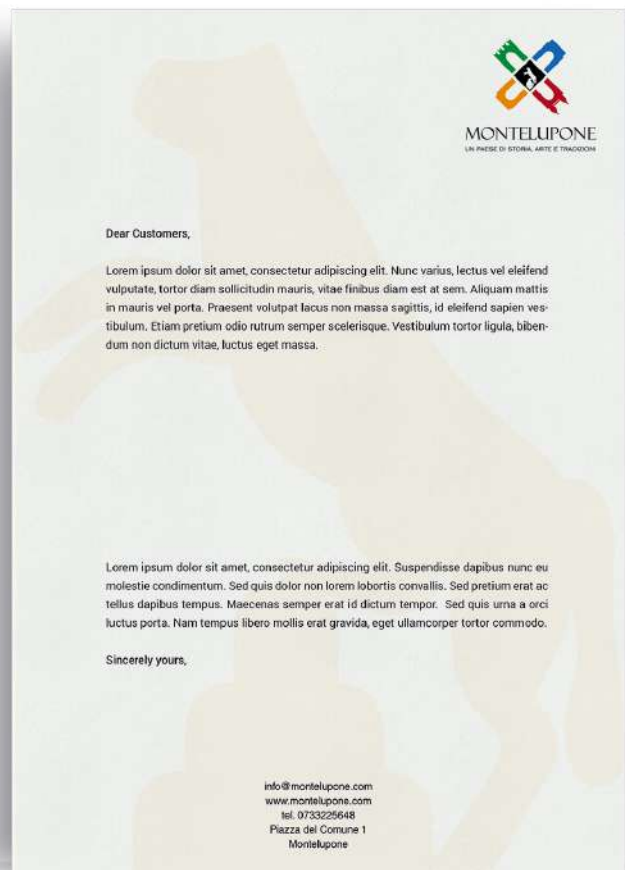 MONTELUPONE
UN PAESE DI STORIA, ARTE E TRADIZIONI
Dear Customers,
Lorem ipsum dolor sit amet, consectetur adipiscing elit. Nunc varius, lectus vel eleifend
vulputate, tortor diam sollicitudin mauris, vitae finibus diam est at sem. Aliquam mattis
in mauris vel porta. Praesent volutpat lacus non massa sagittis, id eleifend sapien ves-
tibulum. Etiam pretium odio rutrum semper scelerisque. Vestibulum tortor ligula, biben-
dum non dictum vitae, luctus eget massa.
Lorem ipsum dolor sit amet, consectetur adipiscing elit. Suspendisse dapibus nunc eu
molestie condimentum. Sed quis dolor non lorem lobortis convallis. Sed pretium erat ac
tellus dapibus tempus. Maecenas semper erat id dictum tempor. Sed quis urna a orci
luctus porta. Nam tempus libero mollis erat gravida, eget ullamcorper tortor commodo.
Sincerely yours,
info@montelupone.com
www.montelupone.com
tel. 0733225648
Piazza del Comune 1
Montelupone